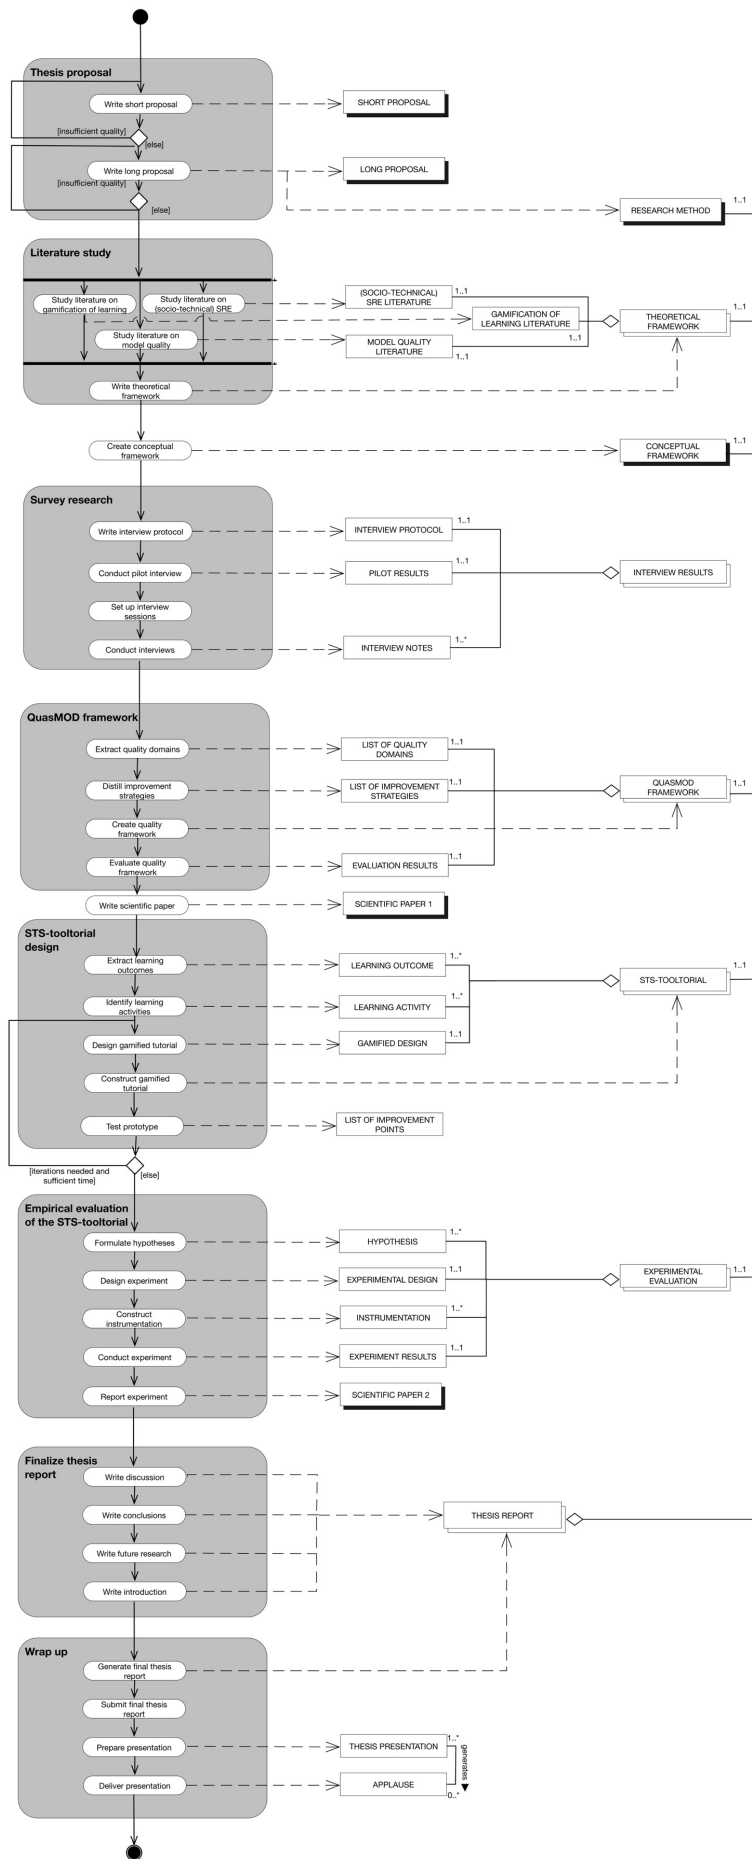 Thesis proposal
Write short proposal
SHORT PROPOSAL
[insufficient quality]
[else]
Write long proposal
LONG PROPOSAL
[insufficient quality]
[else]
RESEARCH METHOD
1..1
Literature study
Study literature on
gamification of learning
Study literature on
(socio-technical) SRE
(SOCIO-TECHNICAL)
SRE LITERATURE
1..1
GAMIFICATION OF
LEARNING LITERATURE
1..1
THEORETICAL
FRAMEWORK
1..1
Study literature on
model quality
MODEL QUALITY
LITERATURE
1..1
Write theoretical
framework
Create conceptual
framework
CONCEPTUAL
FRAMEWORK
1..1
Survey research
Write interview protocol
INTERVIEW PROTOCOL
1..1
Conduct pilot interview
PILOT RESULTS
1..1
INTERVIEW RESULTS
Set up interview
sessions
Conduct interviews
INTERVIEW NOTES
1..*
QuasMOD framework
Extract quality domains
LIST OF QUALITY
DOMAINS
1..1
Distill improvement
strategies
LIST OF IMPROVEMENT
STRATEGIES
1..1
QUASMOD
FRAMEWORK
1..1
Create quality
framework
Evaluate quality
framework
EVALUATION RESULTS
1..1
Write scientific paper
SCIENTIFIC PAPER 1
STS-tooltorial
design
Extract learning
outcomes
LEARNING OUTCOME
1..*
STS-TOOLTORIAL
1..1
Identify learning
activities
LEARNING ACTIVITY
1..*
Design gamified tutorial
GAMIFIED DESIGN
1..1
Construct gamified
tutorial
Test prototype
LIST OF IMPROVEMENT
POINTS
[iterations needed and
sufficient time]
[else]
Empirical evaluation
of the STS-tooltorial
Formulate hypotheses
HYPOTHESIS
1..*
Design experiment
EXPERIMENTAL DESIGN
1..1
EXPERIMENTAL
EVALUATION
1..1
Construct
instrumentation
INSTRUMENTATION
1..*
Conduct experiment
EXPERIMENT RESULTS
1..1
Report experiment
SCIENTIFIC PAPER 2
Finalize thesis
report
Write discussion
Write conclusions
THESIS REPORT
Write future research
Write introduction
Wrap up
Generate final thesis
report
Submit final thesis
report
Prepare presentation
THESIS PRESENTATION
1..*
generates
Deliver presentation
APPLAUSE
0..*